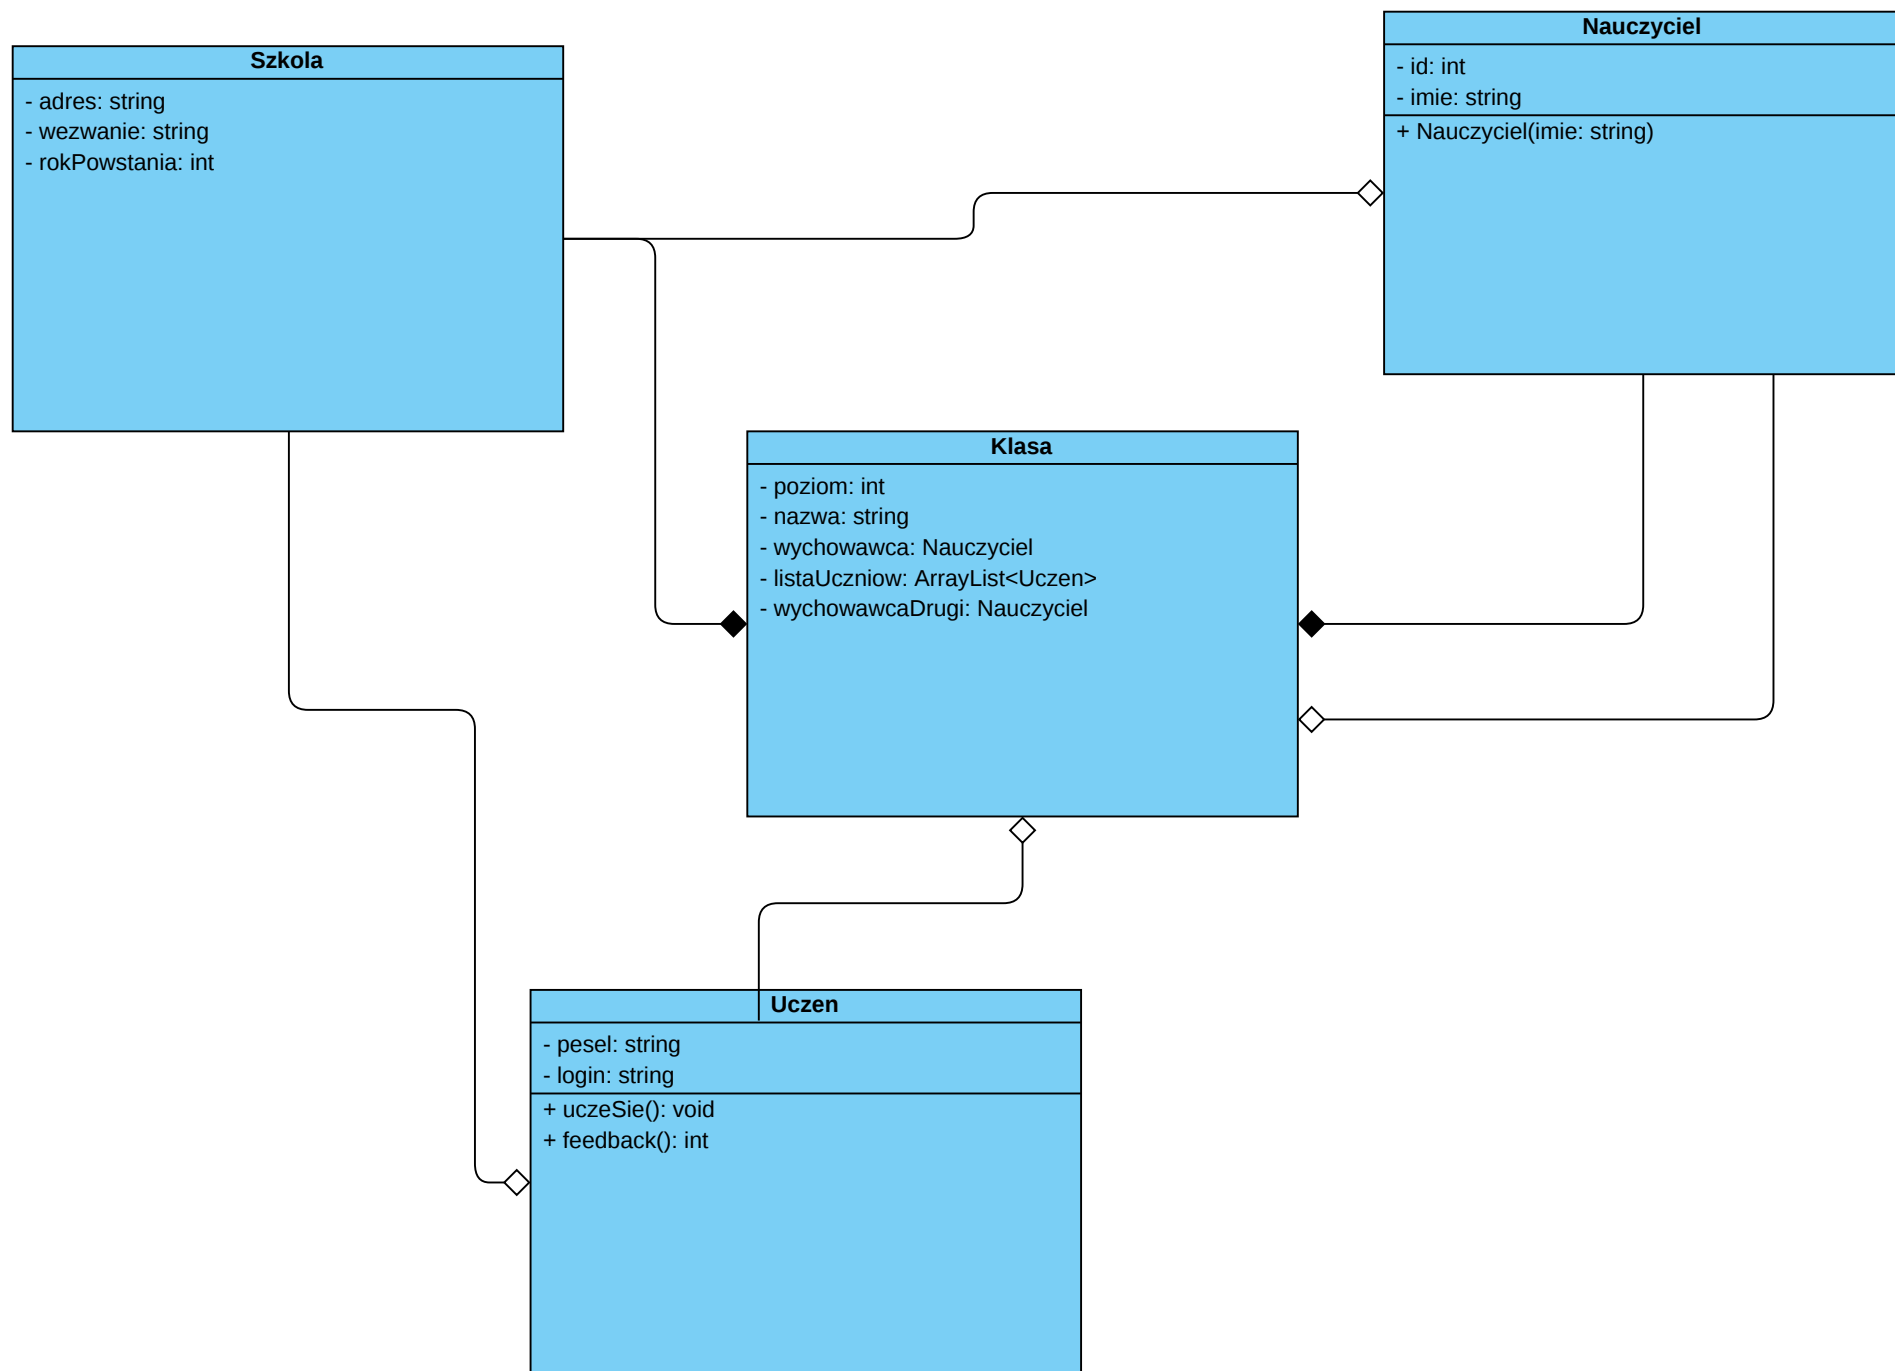 Szkola
- adres: string
- wezwanie: string
- rokPowstania: int
Nauczyciel
- id: int
- imie: string
+ Nauczyciel(imie: string)
Klasa
- poziom: int
- nazwa: string
- wychowawca: Nauczyciel
- listaUczniow: ArrayList<Uczen>
- wychowawcaDrugi: Nauczyciel
Uczen
- pesel: string
- login: string
+ uczeSie(): void
+ feedback(): int